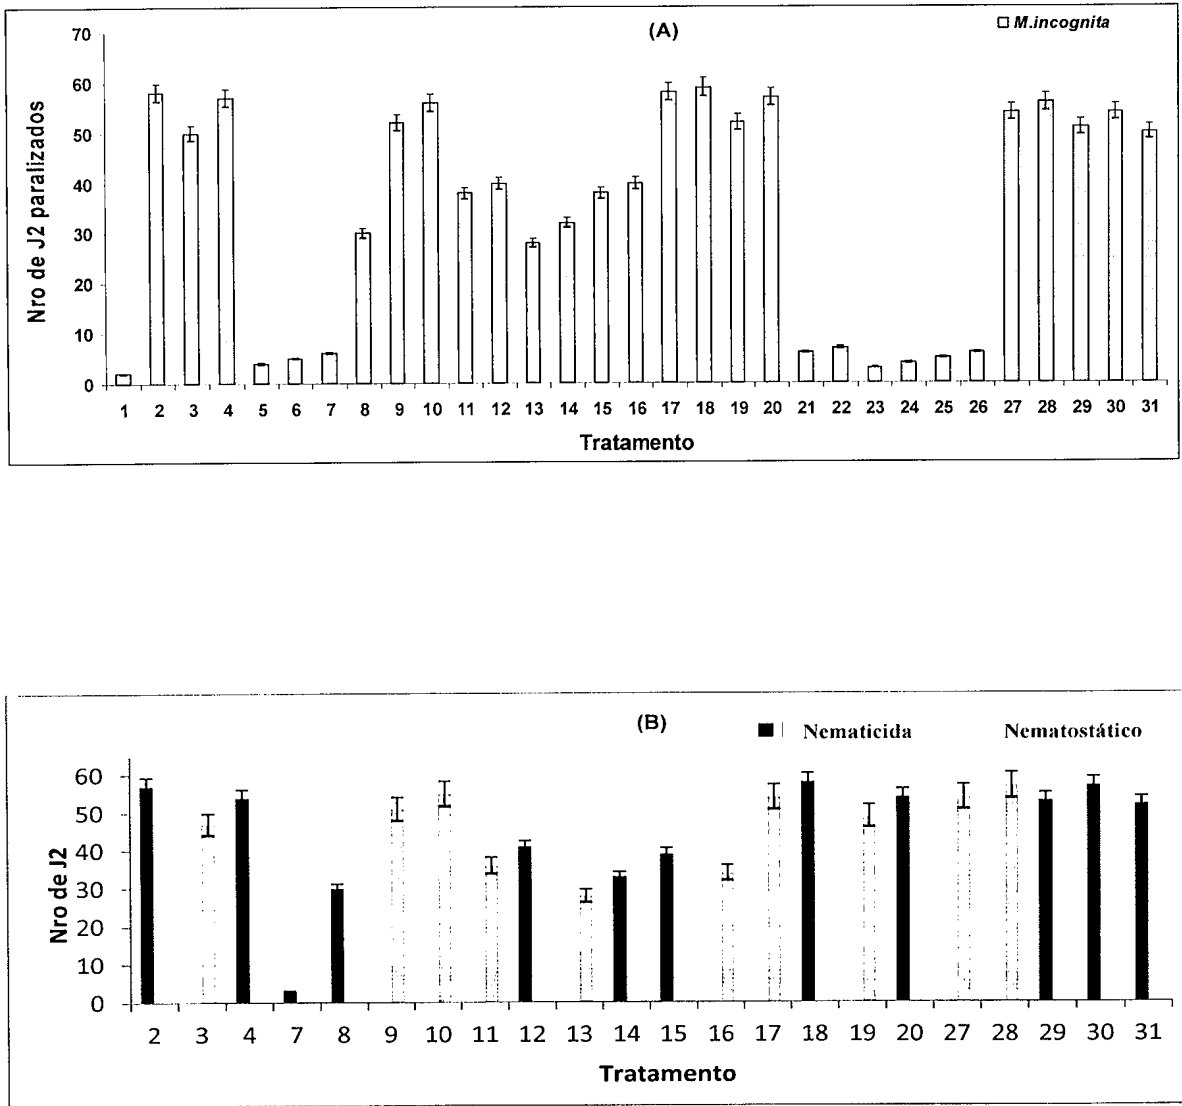 (A)
M.incognita
Nro de J2 paralizados
70
60
50
40
30
20
10
0
1 2 3 4 5 6 7 8 9 10 11 12 13 14 15 16 17 18 19 20 21 22 23 24 25 26 27 28 29 30 31
Tratamento
(B)
Nematicida Nematostático
Nro de J2
60
50
40
30
20
10
0
2 3 4 7 8 9 10 11 12 13 14 15 16 17 18 19 20 27 28 29 30 31
Tratamento